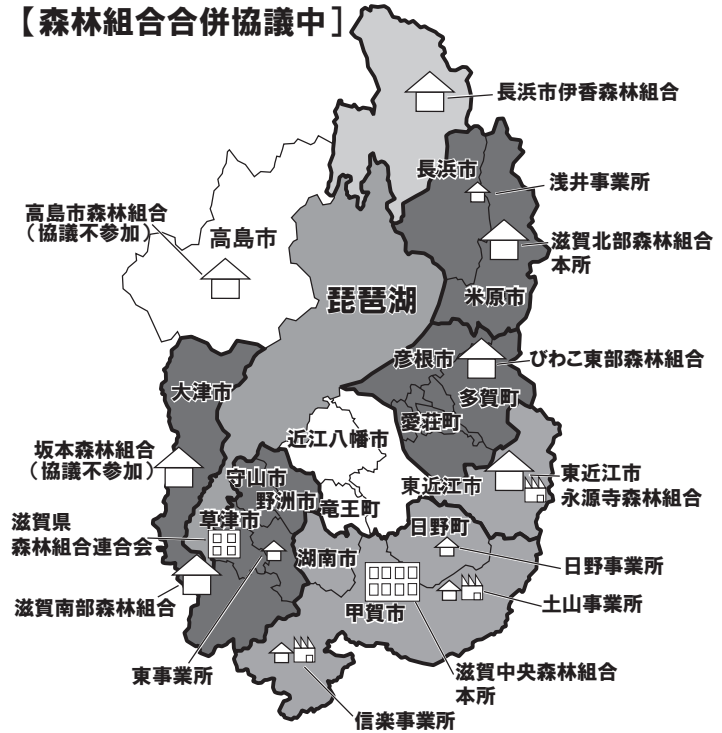 【森林組合合併協議中】
長浜市伊香森林組合
長浜市
浅井事業所
高島市森林組合
(協議不参加)
高島市
滋賀北部森林組合
本所
米原市
琵琶湖
彦根市
びわこ東部森林組合
大津市
多賀町
愛荘町
近江八幡市
坂本森林組合
(協議不参加)
守山市
野洲市
竜王町
東近江市
東近江市
永源寺森林組合
滋賀県
森林組合連合会
草津市
日野町
湖南市
日野事業所
滋賀南部森林組合
甲賀市
土山事業所
東事業所
滋賀中央森林組合
本所
信楽事業所